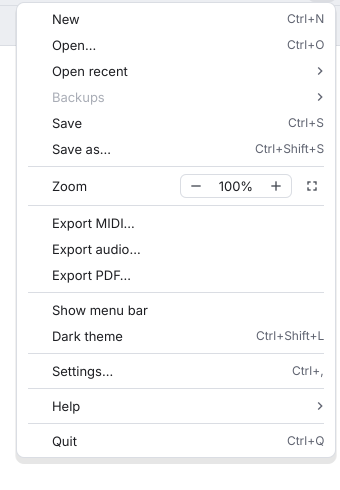 New Ctrl+N
Open... Ctrl+O
Open recent
Backups
Save Ctrl+S
Save as... Ctrl+Shift+S
Zoom − 100% +
Export MIDI...
Export audio...
Export PDF...
Show menu bar
Dark theme Ctrl+Shift+L
Settings... Ctrl+,
Help
Quit Ctrl+Q